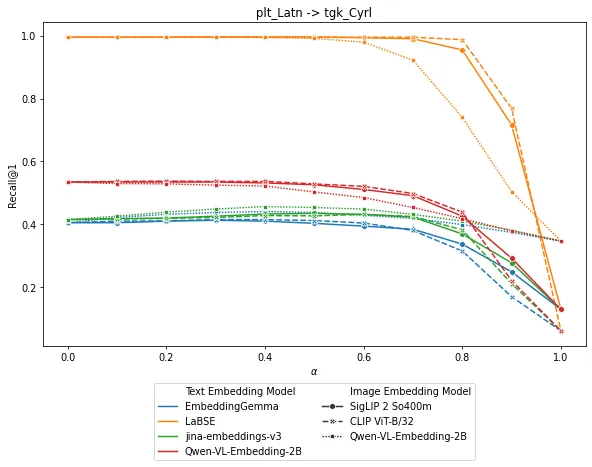 plt_Latn -> tgk_Cyrl
Recall@1
1.0
0.8
0.6
0.4
0.2
0.0 0.2 0.4 0.6 0.8 1.0
α
Text Embedding Model
EmbeddingGemma
LaBSE
jina-embeddings-v3
Qwen-VL-Embedding-2B
Image Embedding Model
SigLIP 2 So400m
CLIP ViT-B/32
Qwen-VL-Embedding-2B